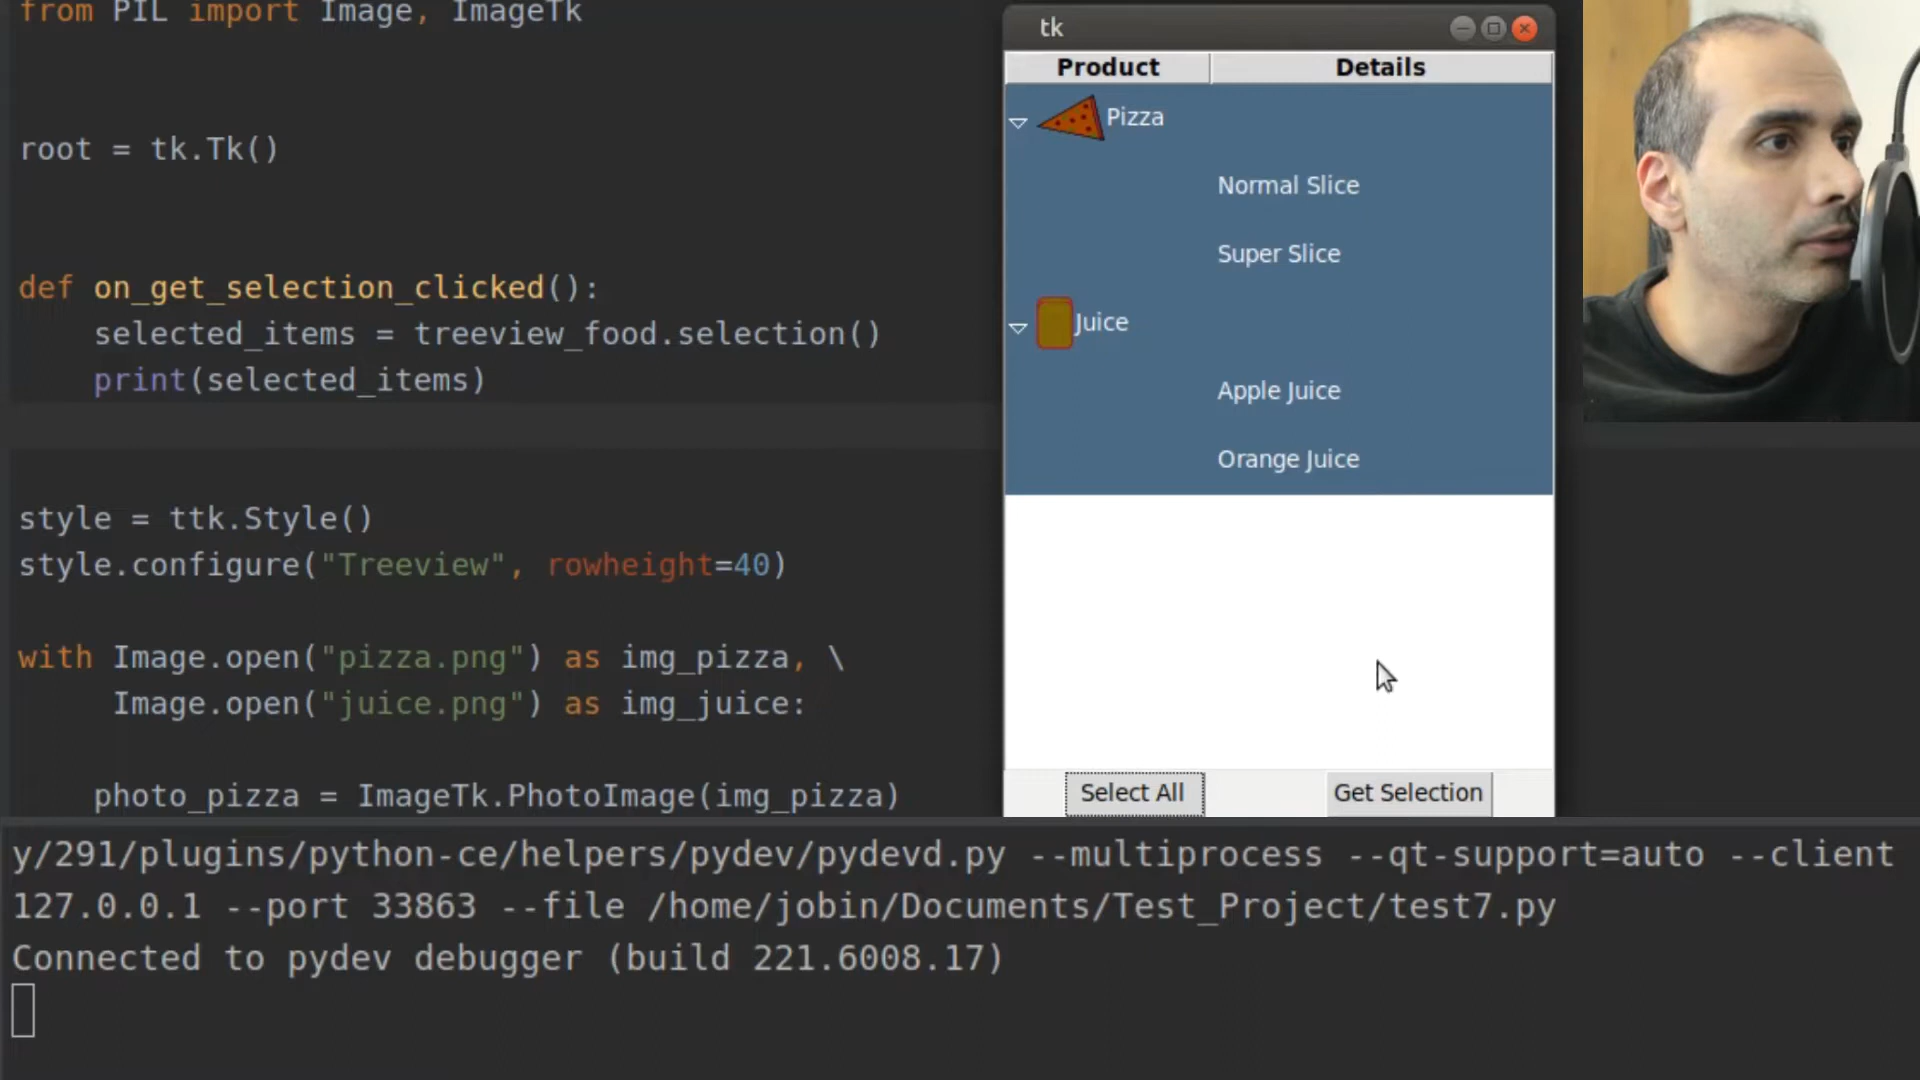 from PIL import Image, ImageTk
root = tk.Tk()
def on_get_selection_clicked():
selected_items = treeview_food.selection()
print(selected_items)
style = ttk.Style()
style.configure("Treeview", rowheight=40)
with Image.open("pizza.png") as img_pizza, \
Image.open("juice.png") as img_juice:
photo_pizza = ImageTk.PhotoImage(img_pizza)
tk
Product Details
Pizza
Normal Slice
Super Slice
Juice
Apple Juice
Orange Juice
Select All Get Selection
y/291/plugins/python-ce/helpers/pydev/pydevd.py --multiprocess --qt-support=auto --client
127.0.0.1 --port 33863 --file /home/jobin/Documents/Test_Project/test7.py
Connected to pydev debugger (build 221.6008.17)